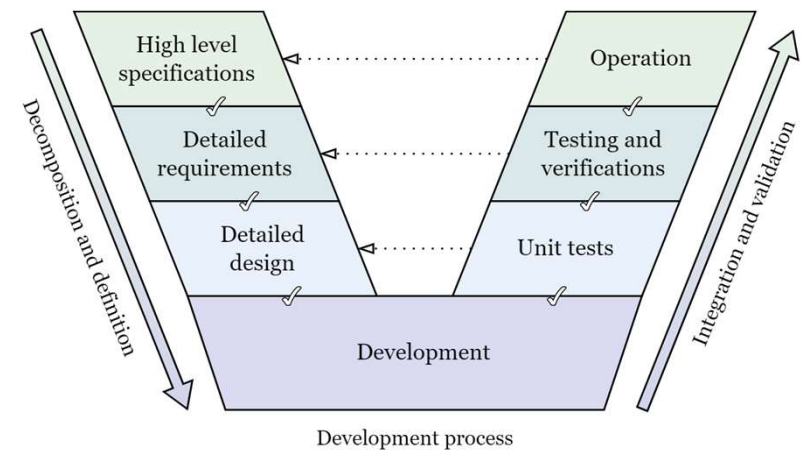 High level
specifications
Operation
Detailed
requirements
Testing and
verifications
Detailed
design
Unit tests
Development
Decomposition and definition
Integration and validation
Development process